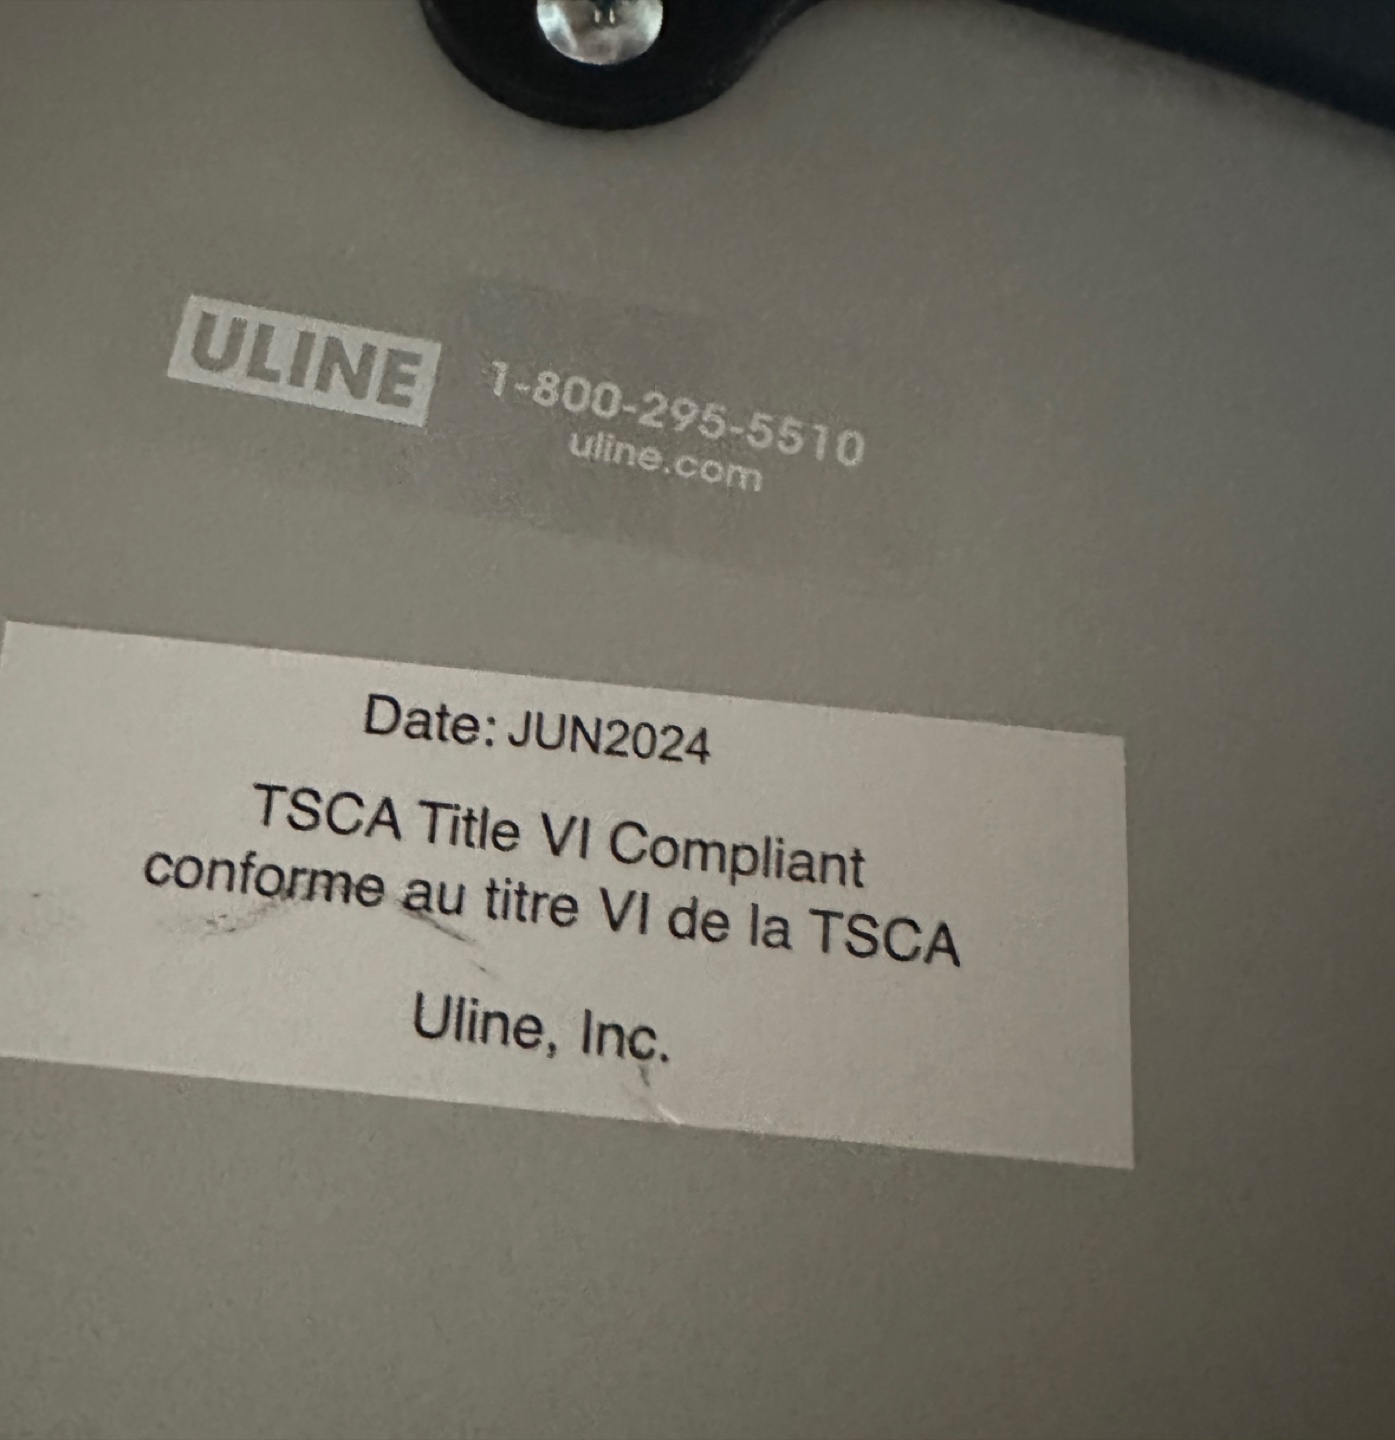 ULINE
1-800-295-5510
uline.com
Date: JUN2024
TSCA Title VI Compliant
conforme au titre VI de la TSCA
Uline, Inc.